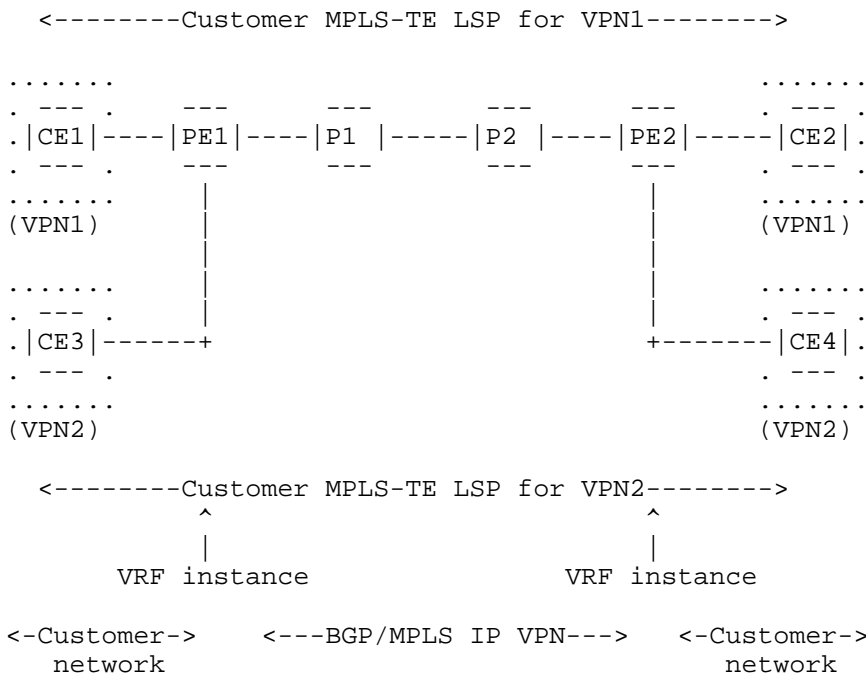 <--------Customer MPLS-TE LSP for VPN1-------->
.......                                  .......
. --- .    ---      ---       ---      ---    . --- .
.|CE1|----|PE1|----|P1 |-----|P2 |----|PE2|-----|CE2|.
. --- .    ---      ---       ---      ---    . --- .
.......     |                          |     .......
(VPN1)      |                          |     (VPN1)
            |                          |
.......     |                          |     .......
. --- .     |                          |     . --- .
.|CE3|------+                          +-------|CE4|.
. --- .                                      . --- .
.......                                      .......
(VPN2)                                       (VPN2)
<--------Customer MPLS-TE LSP for VPN2-------->
            ^                          ^
            |                          |
VRF instance                VRF instance
<-Customer->    <---BGP/MPLS IP VPN--->   <-Customer->
network                                   network